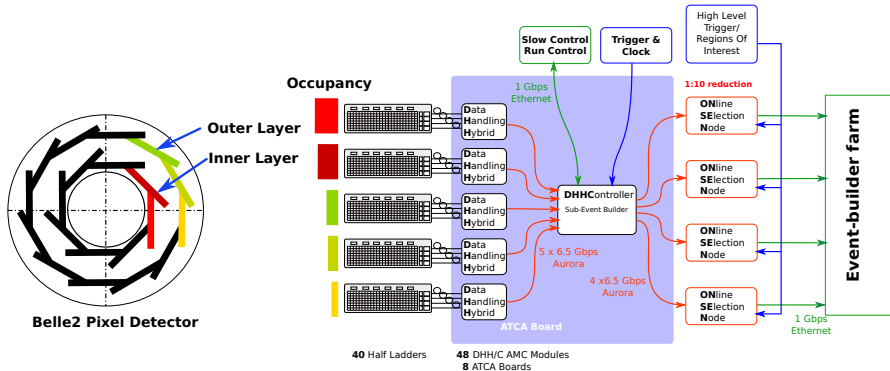 Slow Control
Run Control
Trigger &
Clock
High Level
Trigger/
Regions Of
Interest
Occupancy
1 Gbps
Ethernet
1:10 reduction
Outer Layer
Inner Layer
Data
Handling
Hybrid
Data
Handling
Hybrid
Data
Handling
Hybrid
Data
Handling
Hybrid
Data
Handling
Hybrid
DHHController
Sub-Event Builder
5 x 6.5 Gbps
Aurora
4 x6.5 Gbps
Aurora
ATCA Board
ONline
SElection
Node
ONline
SElection
Node
ONline
SElection
Node
ONline
SElection
Node
1 Gbps
Ethernet
Event-builder farm
Belle2 Pixel Detector
40 Half Ladders
48 DHH/C AMC Modules
8 ATCA Boards